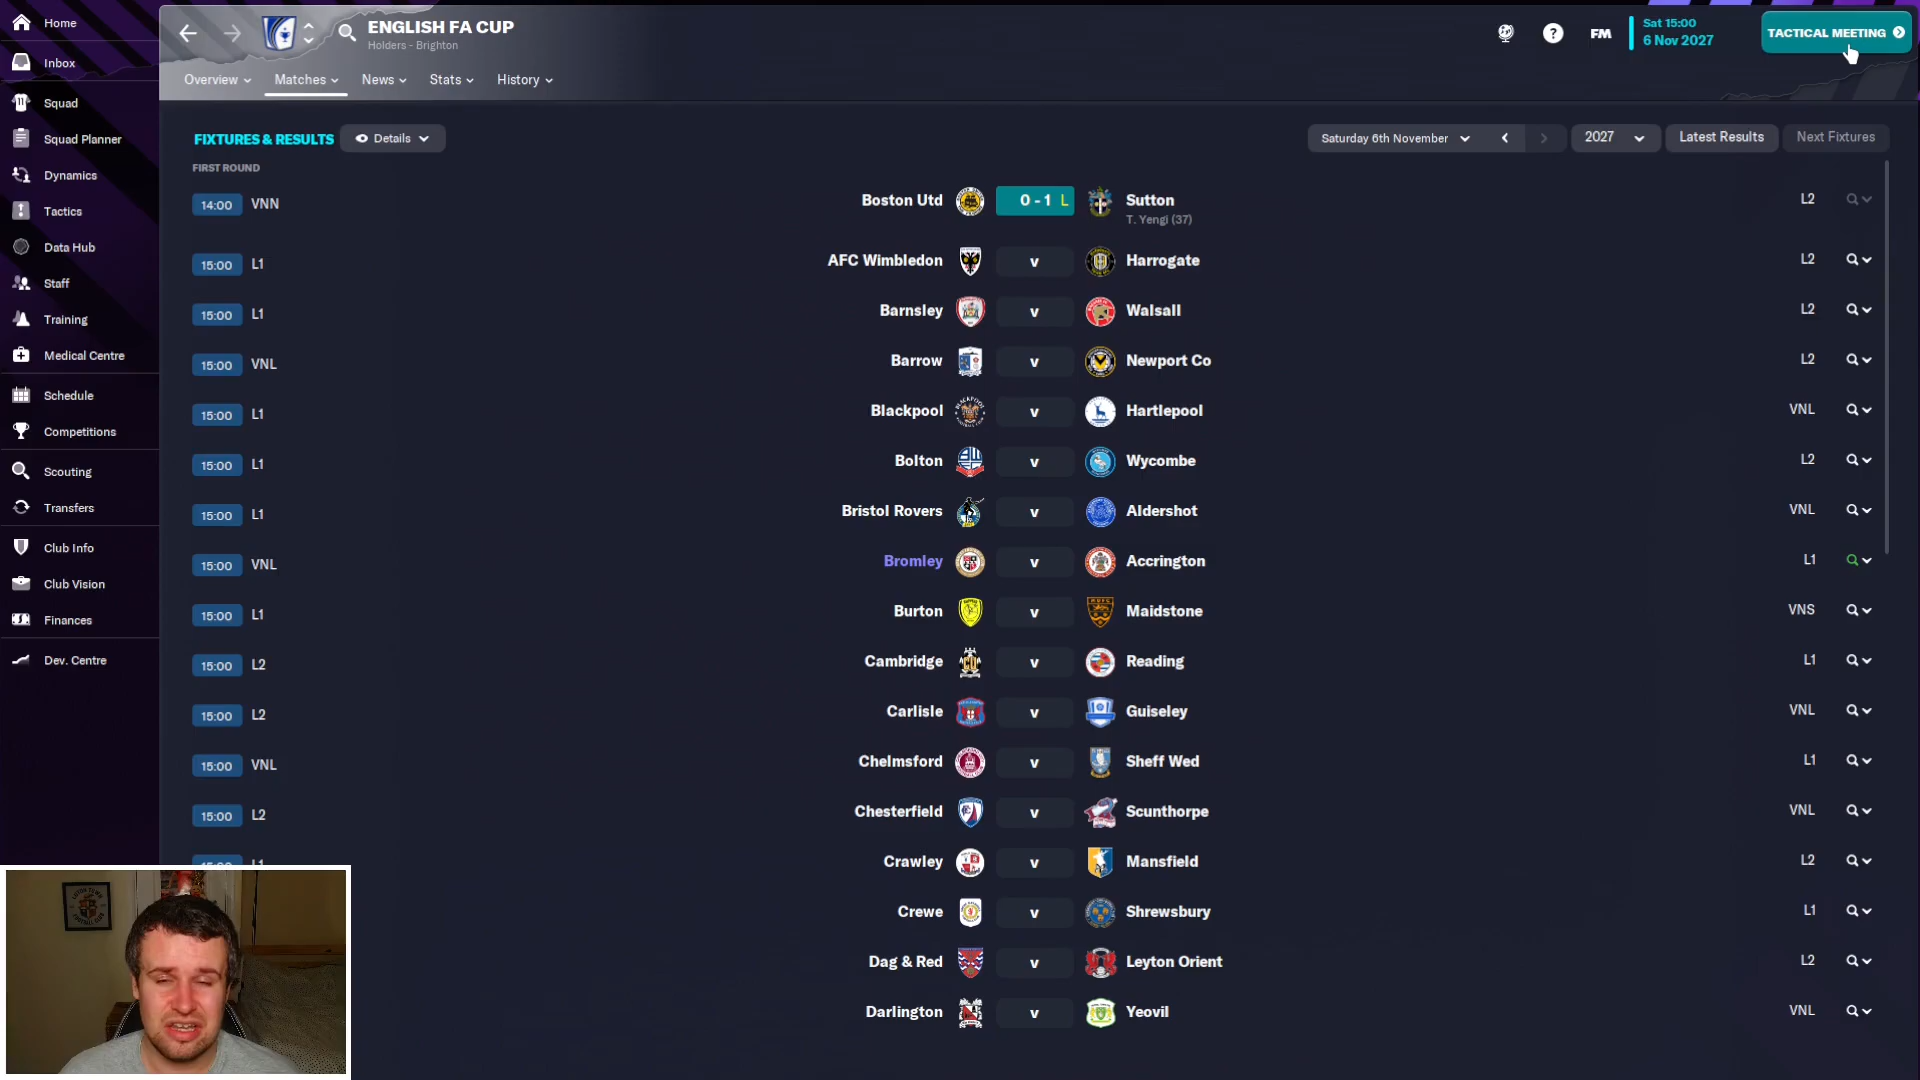 Home
Inbox
Squad
Squad Planner
Dynamics
Tactics
Data Hub
Staff
Training
Medical Centre
Schedule
Competitions
Scouting
Transfers
Club Info
Club Vision
Finances
Dev. Centre
ENGLISH FA CUP
Holders - Brighton
FM
Sat 15:00
6 Nov 2027
TACTICAL MEETING
Overview
Matches
News
Stats
History
FIXTURES & RESULTS
Details
Saturday 6th November
2027
Latest Results
Next Fixtures
FIRST ROUND
14:00 VNN Boston Utd 0 - 1 L Sutton L2
T. Yengi (37)
15:00 L1 AFC Wimbledon v Harrogate L2
15:00 L1 Barnsley v Walsall L2
15:00 VNL Barrow v Newport Co L2
15:00 L1 Blackpool v Hartlepool VNL
15:00 L1 Bolton v Wycombe L2
15:00 L1 Bristol Rovers v Aldershot VNL
15:00 VNL Bromley v Accrington L1
15:00 L1 Burton v Maidstone VNS
15:00 L2 Cambridge v Reading L1
15:00 L2 Carlisle v Guiseley VNL
15:00 VNL Chelmsford v Sheff Wed L1
15:00 L2 Chesterfield v Scunthorpe VNL
15:00 L1 Crawley v Mansfield L2
Crewe v Shrewsbury L1
Dag & Red v Leyton Orient L2
Darlington v Yeovil VNL